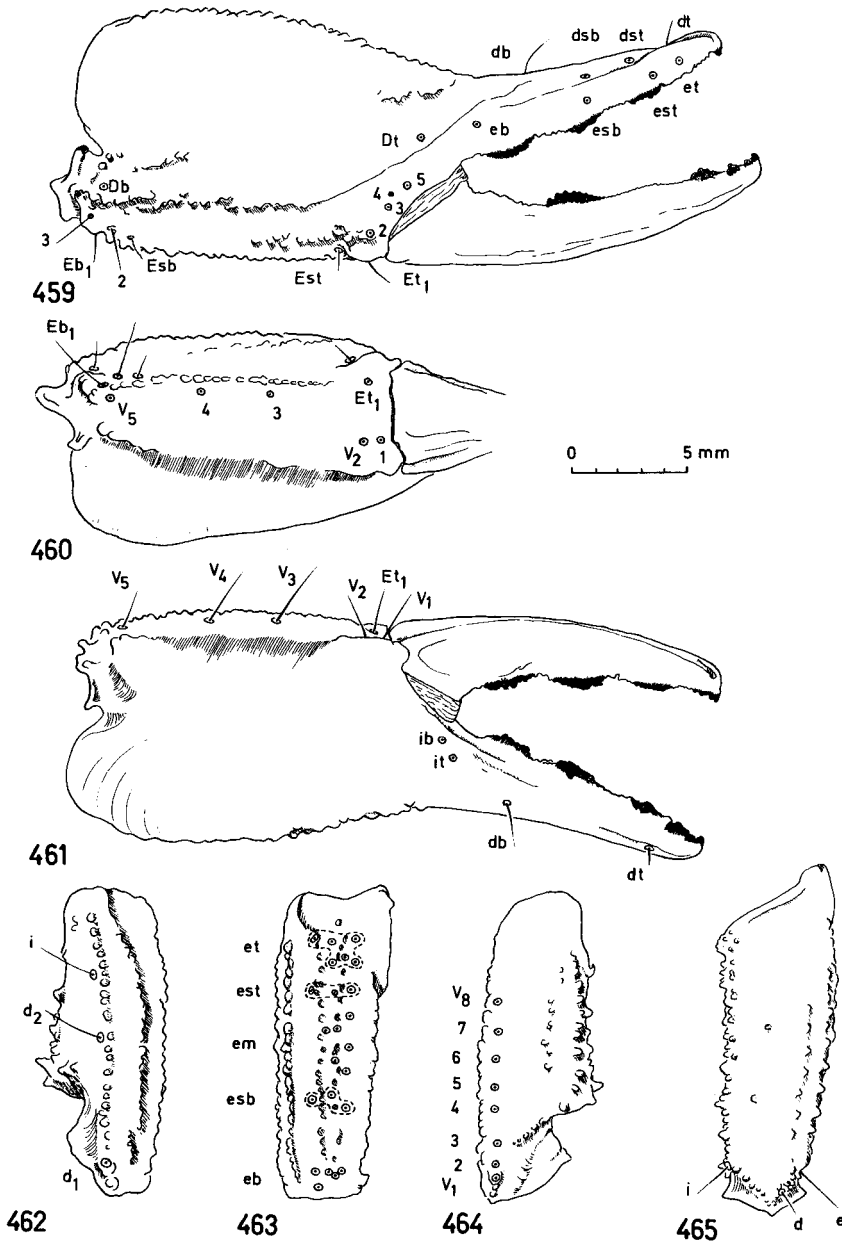 db dsb dst dt
et
est
esb
eb
Dt
5
4
3
2
Db
3
Eb1 2 Esb Est Et1
459
Eb1
V5 4 3 Et1
V2 1
0 5 mm
460
V5 V4 V3 V2 Et1 V1
ib
it
db dt
461
i
d2
d1
462
et
est
em
esb
eb
463
V8
7
6
5
4
3
2
V1
464
i d e
465